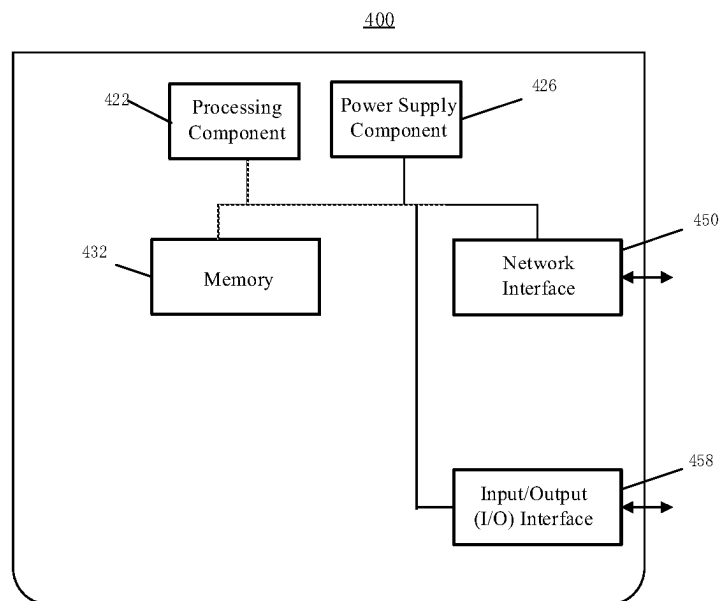 400
422
Processing
Component
Power Supply
Component
426
432
Memory
Network
Interface
450
Input/Output
(I/O) Interface
458